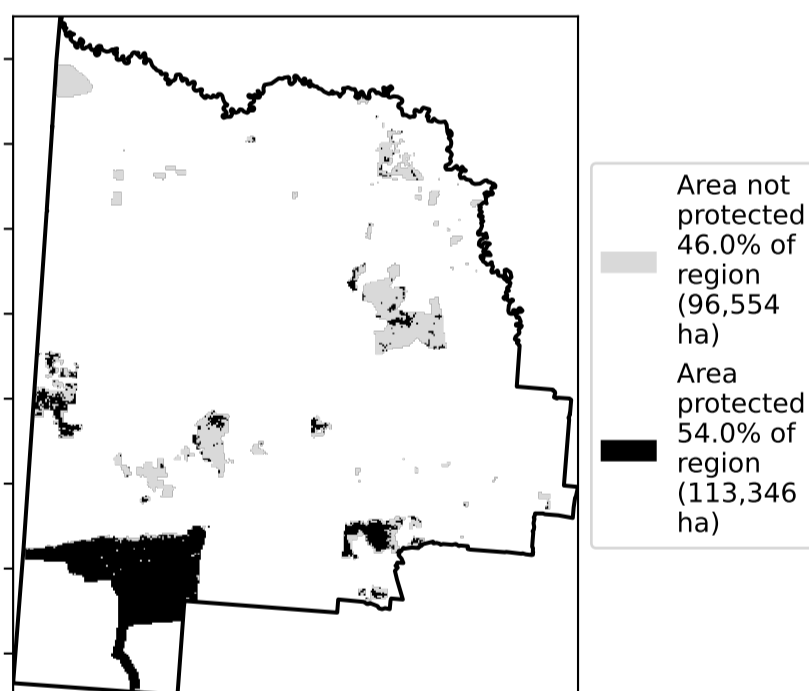 Area not
protected
46.0% of
region
(96,554
ha)
Area
protected
54.0% of
region
(113,346
ha)